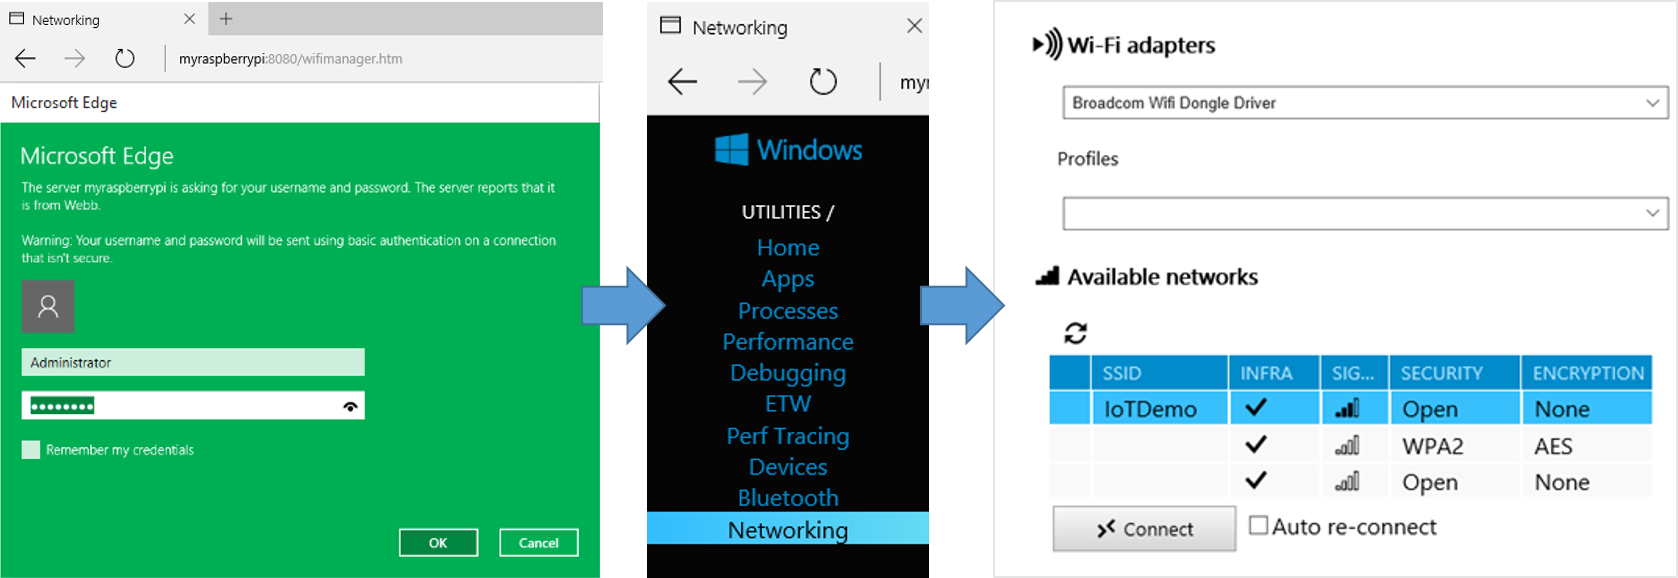 Networking
myraspberrypi:8080/wifimanager.htm
Microsoft Edge
Microsoft Edge
The server myraspberrypi is asking for your username and password. The server reports that it
is from Webb.
Warning: Your username and password will be sent using basic authentication on a connection
that isn't secure.
Administrator
Remember my credentials
OK
Cancel
Networking
myr
Windows
UTILITIES /
Home
Apps
Processes
Performance
Debugging
ETW
Perf Tracing
Devices
Bluetooth
Networking
Wi-Fi adapters
Broadcom Wifi Dongle Driver
Profiles
Available networks
SSID INFRA SIG... SECURITY ENCRYPTION
IoTDemo Open None
WPA2 AES
Open None
Connect Auto re-connect